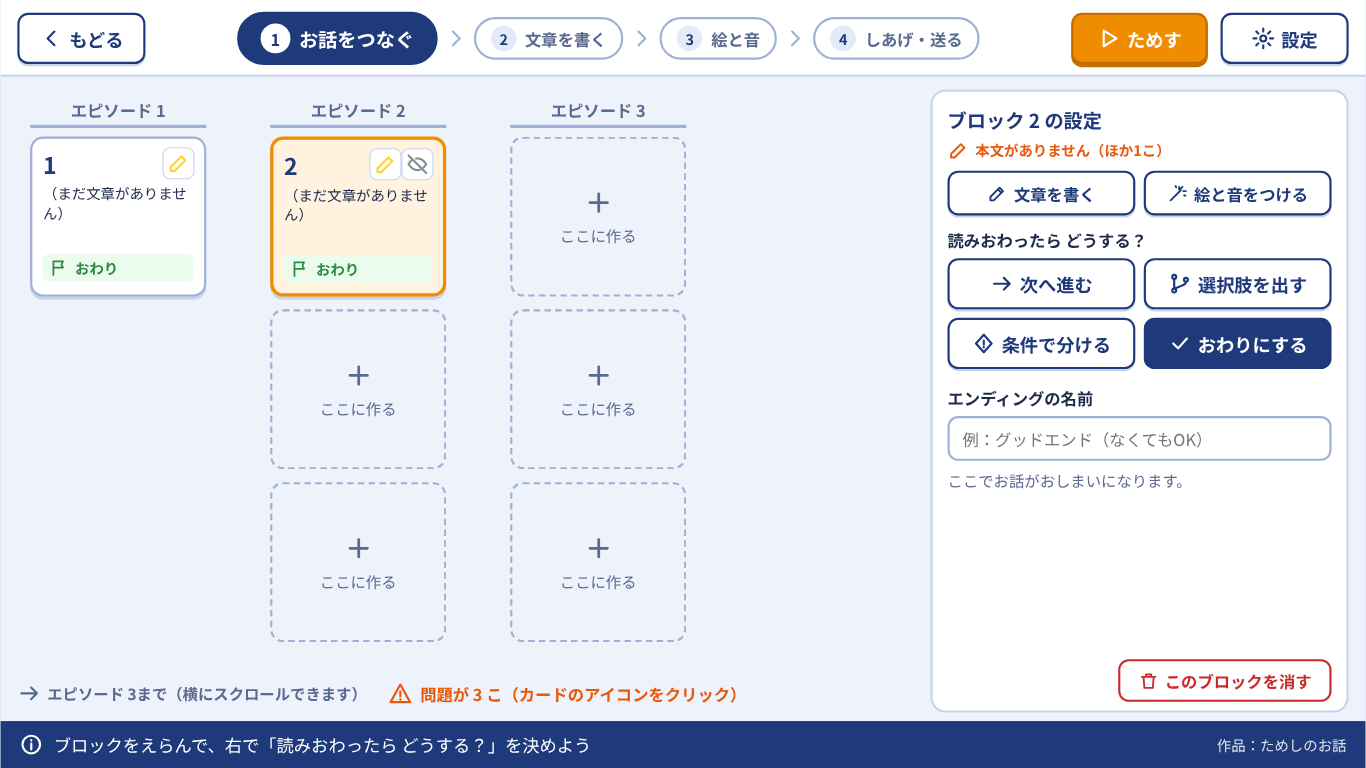 もどる
1 お話をつなぐ
2 文章を書く
3 絵と音
4 しあげ・送る
ためす
設定
エピソード 1
エピソード 2
エピソード 3
1
（まだ文章がありませ
ん）
おわり
2
（まだ文章がありませ
ん）
おわり
ここに作る
ここに作る
ここに作る
ここに作る
ここに作る
エピソード 3まで（横にスクロールできます）
問題が 3 こ（カードのアイコンをクリック）
ブロック 2 の設定
本文がありません（ほか1こ）
文章を書く
絵と音をつける
読みおわったら どうする？
次へ進む
選択肢を出す
条件で分ける
おわりにする
エンディングの名前
例：グッドエンド（なくてもOK）
ここでお話がおしまいになります。
このブロックを消す
ブロックをえらんで、右で「読みおわったら どうする？」を決めよう
作品：ためしのお話